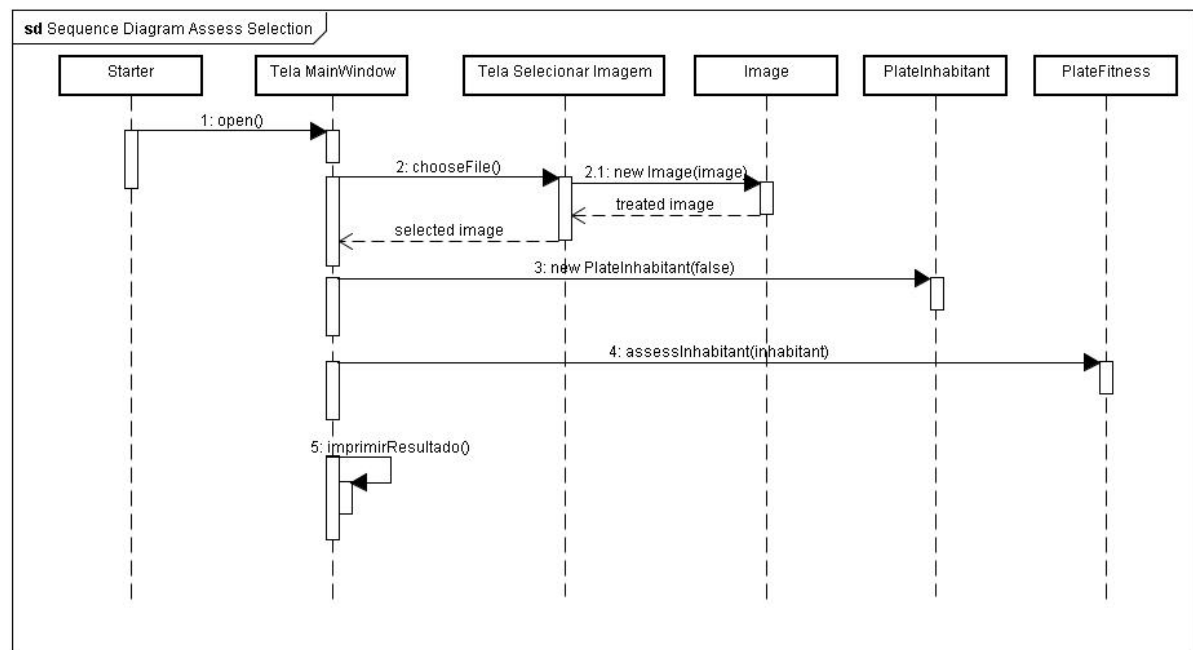 sd Sequence Diagram Assess Selection
Starter
Tela MainWindow
Tela Selecionar Imagem
Image
PlateInhabitant
PlateFitness
1: open()
2: chooseFile()
2.1: new Image(image)
treated image
selected image
3: new PlateInhabitant(false)
4: assessInhabitant(inhabitant)
5: imprimirResultado()